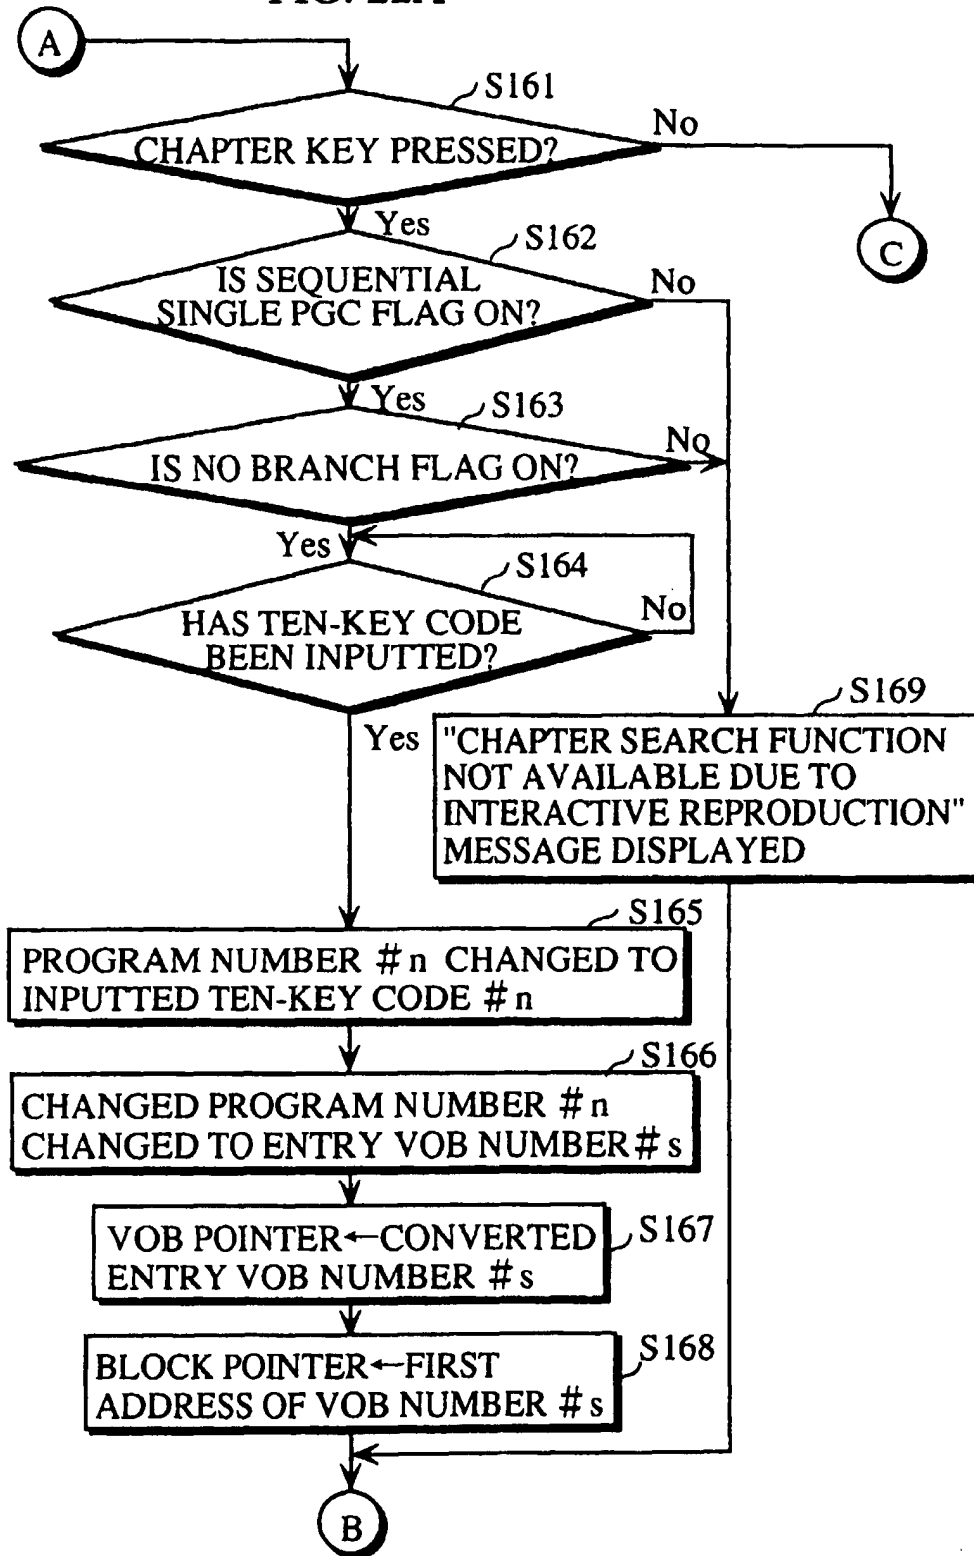 A
S161
CHAPTER KEY PRESSED?
No
Yes
C
S162
IS SEQUENTIAL
SINGLE PGC FLAG ON?
No
Yes
S163
IS NO BRANCH FLAG ON?
No
Yes
S164
HAS TEN-KEY CODE
BEEN INPUTTED?
No
Yes
S169
"CHAPTER SEARCH FUNCTION
NOT AVAILABLE DUE TO
INTERACTIVE REPRODUCTION"
MESSAGE DISPLAYED
S165
PROGRAM NUMBER #n CHANGED TO
INPUTTED TEN-KEY CODE #n
S166
CHANGED PROGRAM NUMBER #n
CHANGED TO ENTRY VOB NUMBER #s
S167
VOB POINTER←CONVERTED
ENTRY VOB NUMBER #s
S168
BLOCK POINTER←FIRST
ADDRESS OF VOB NUMBER #s
B